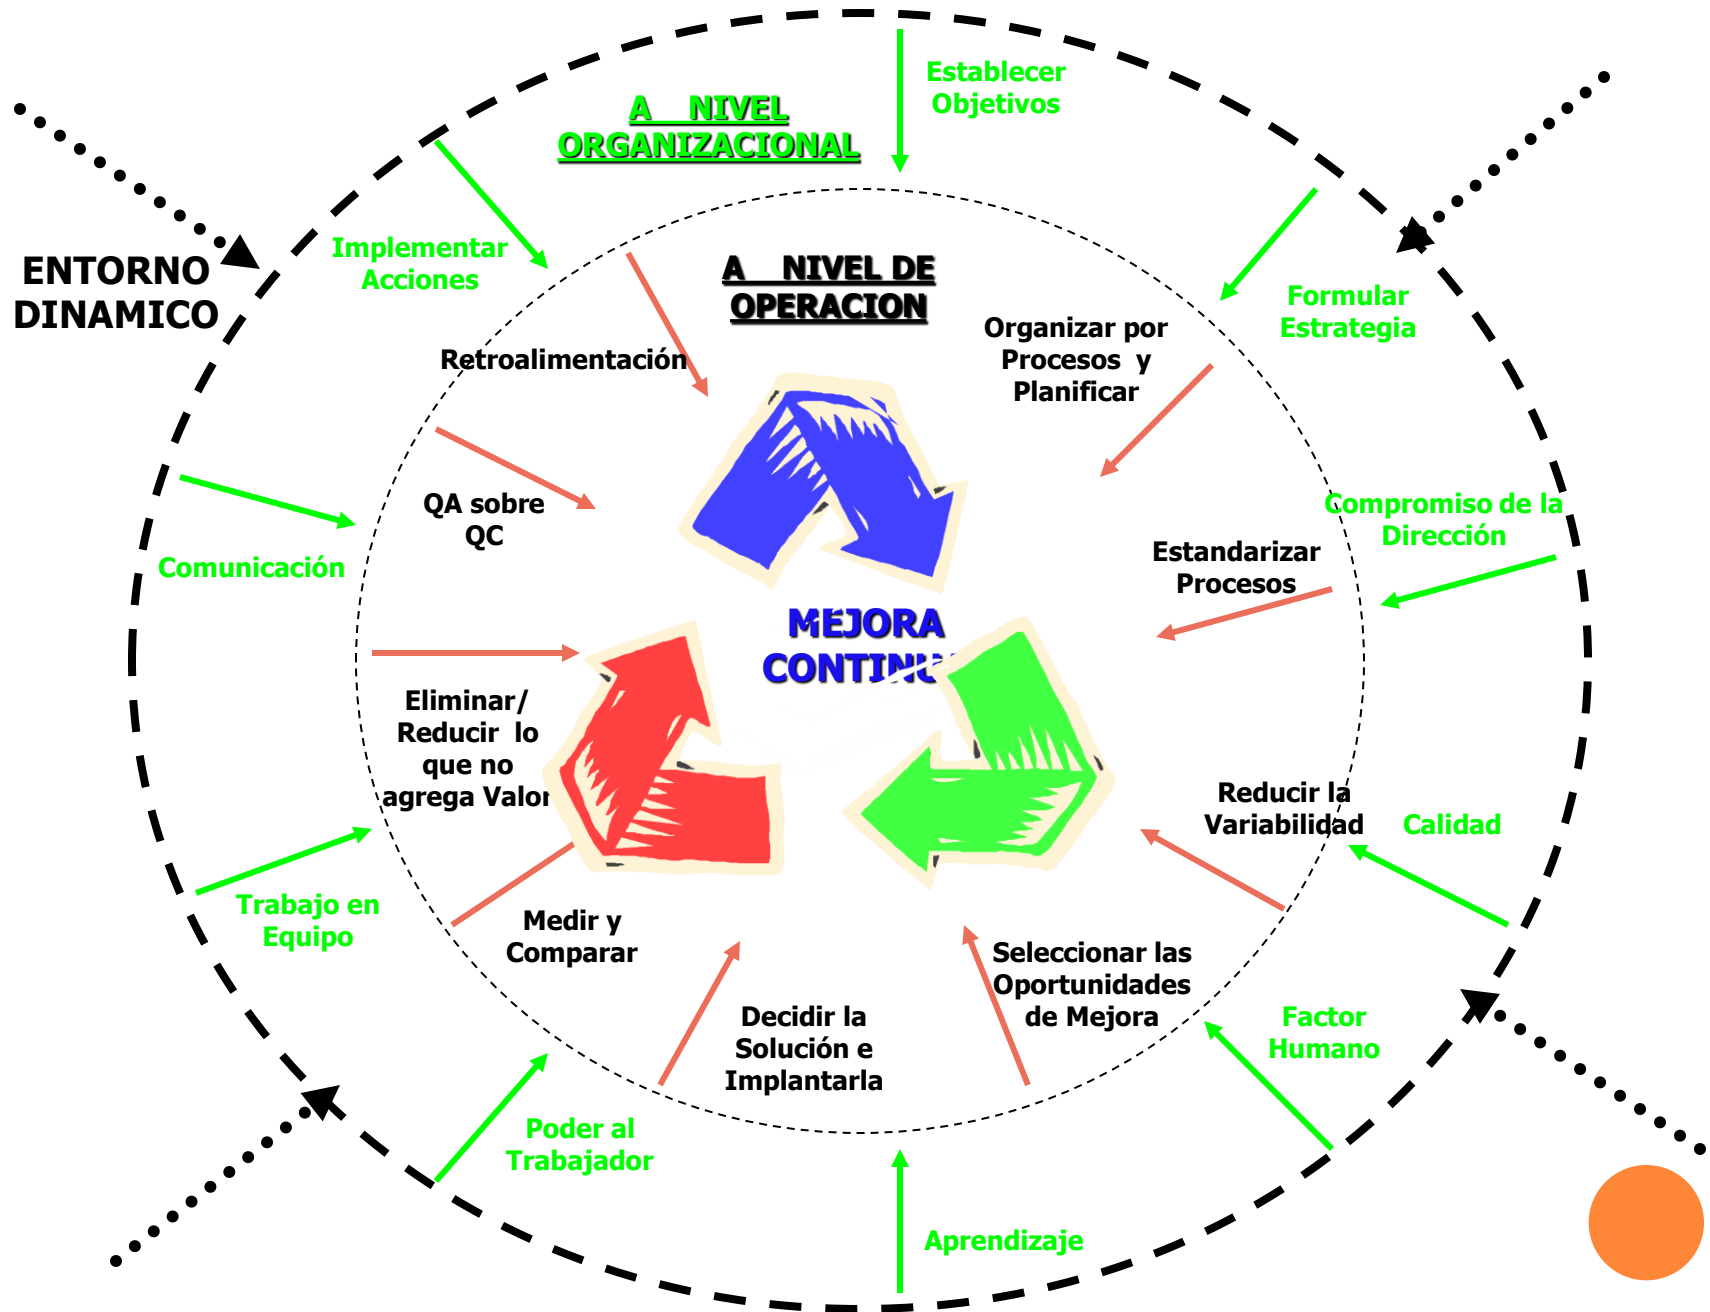 Establecer
Objetivos
A NIVEL
ORGANIZACIONAL
Implementar
Acciones
ENTORNO
DINAMICO
A NIVEL DE
OPERACION
Formular
Estrategia
Organizar por
Procesos y
Planificar
Retroalimentación
QA sobre
QC
Compromiso de la
Dirección
Estandarizar
Procesos
Comunicación
MEJORA
CONTINU
Eliminar/
Reducir lo
que no
agrega Valor
Reducir la
Variabilidad
Calidad
Trabajo en
Equipo
Medir y
Comparar
Seleccionar las
Oportunidades
de Mejora
Decidir la
Solución e
Implantarla
Factor
Humano
Poder al
Trabajador
Aprendizaje